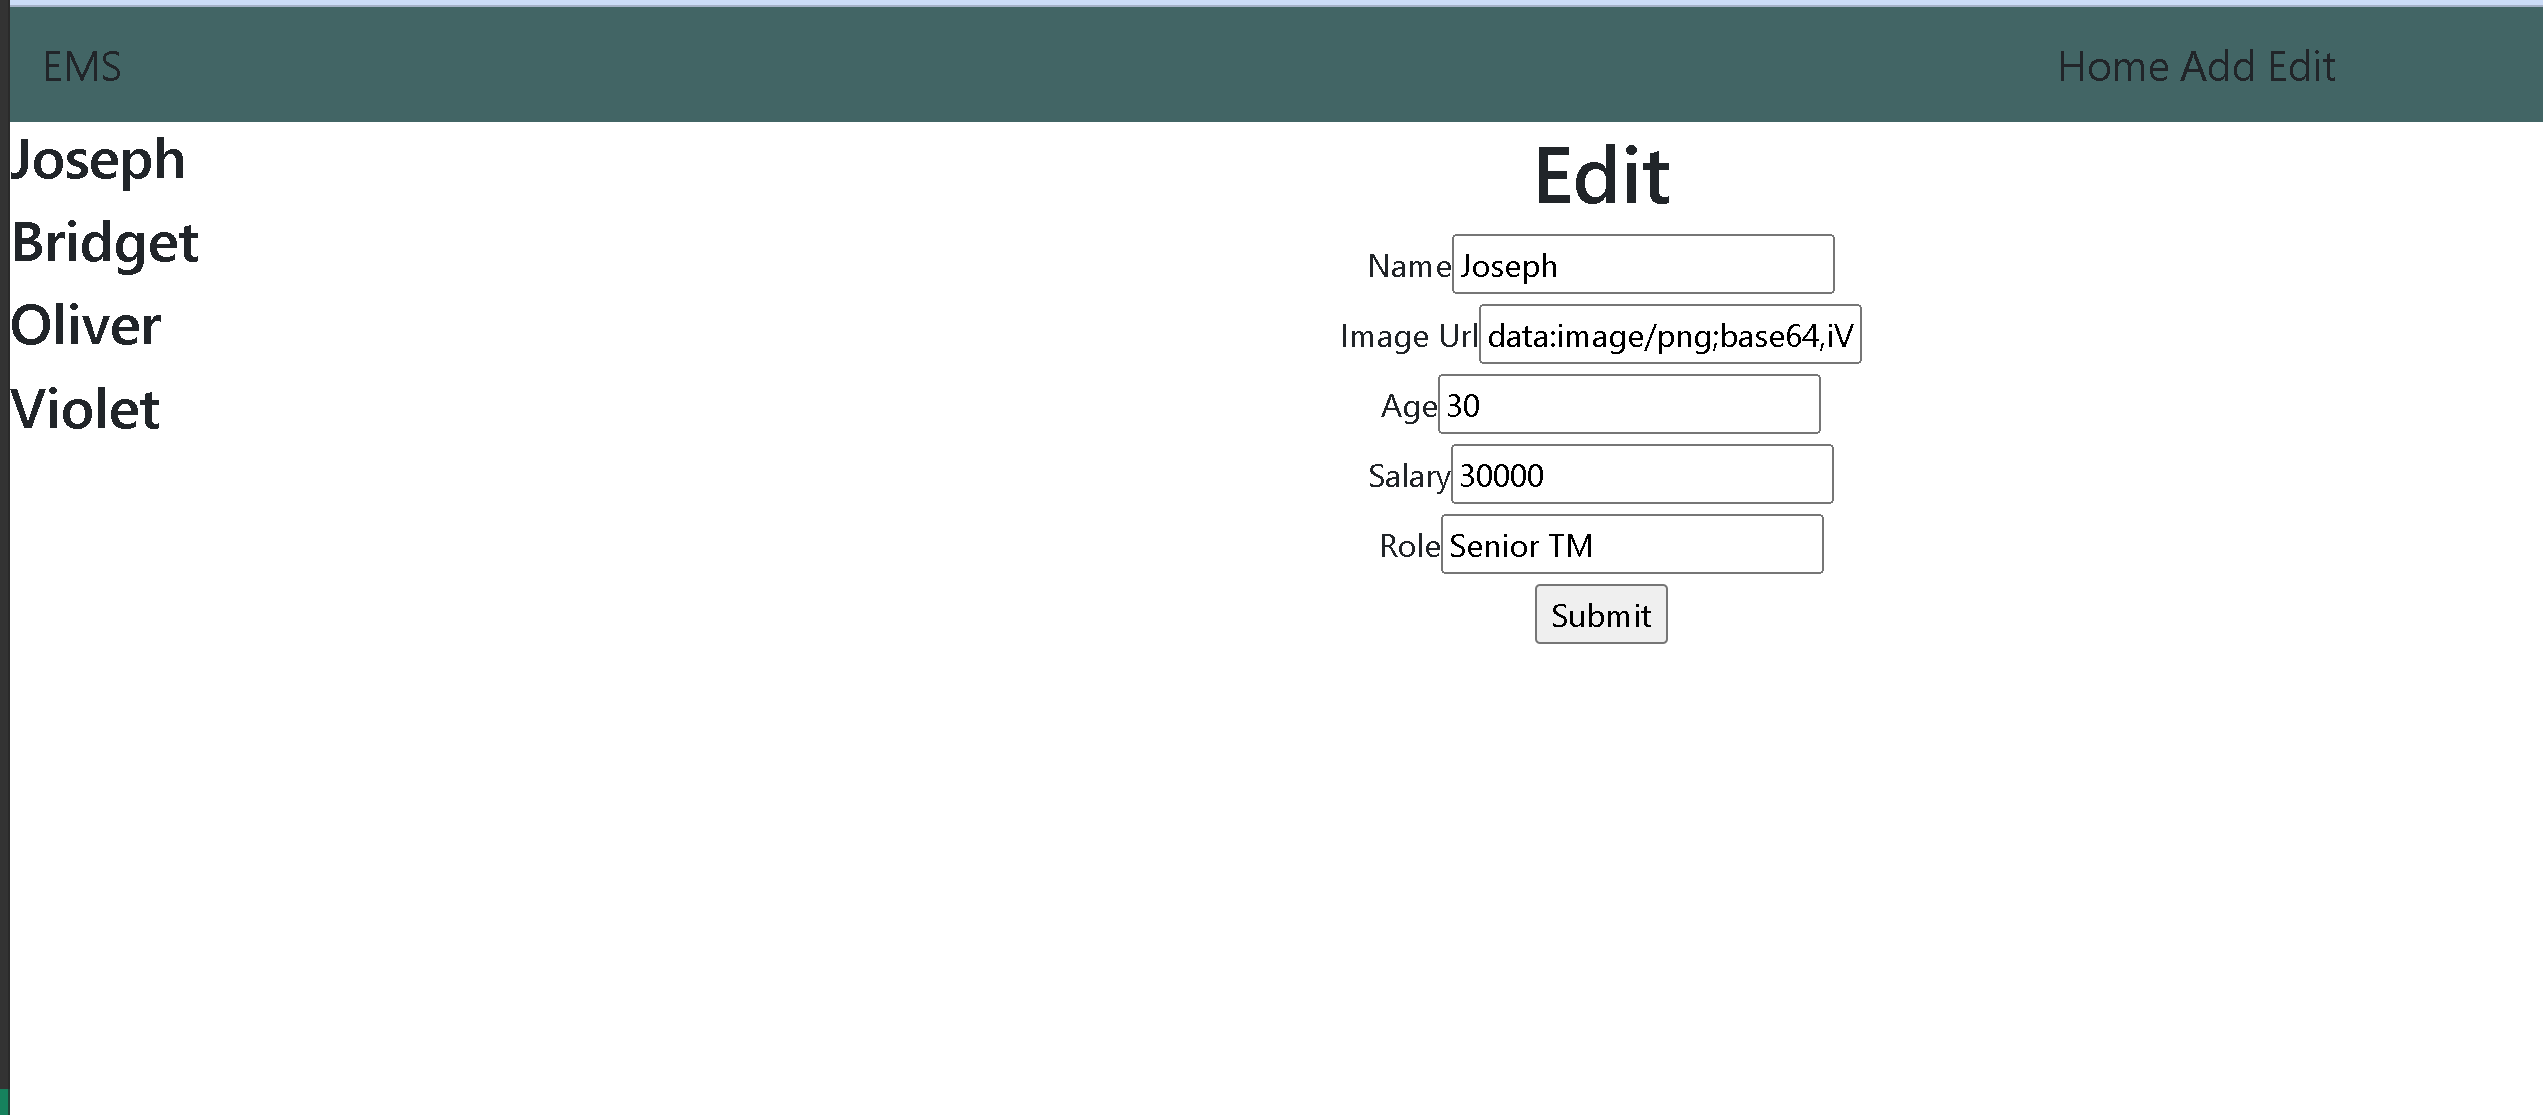 EMS
Home Add Edit
Joseph
Bridget
Oliver
Violet
Edit
Name Joseph
Image Url data:image/png;base64,iV
Age 30
Salary 30000
Role Senior TM
Submit